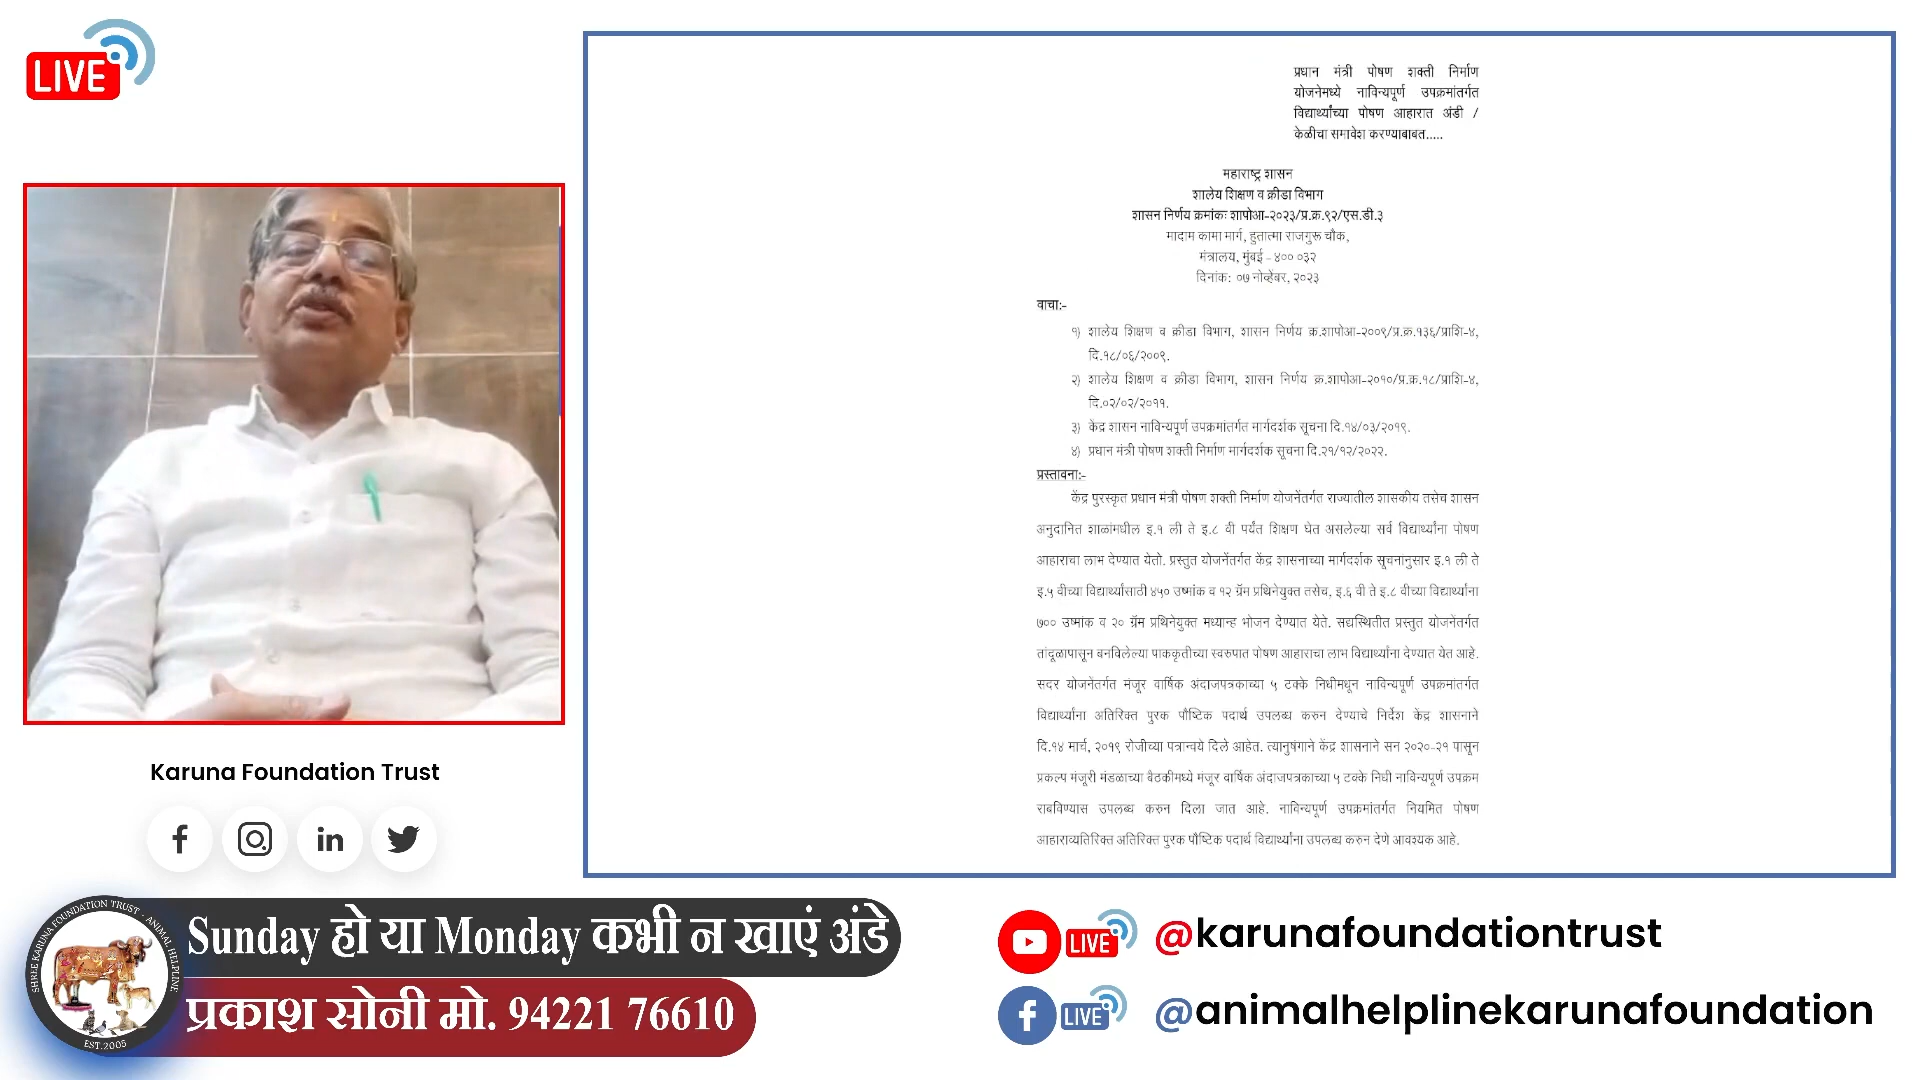 LIVE
प्रधान मंत्री पोषण शक्ती निर्माण
योजनेमध्ये नाविन्यपूर्ण उपक्रमांतर्गत
विद्यार्थ्यांच्या पोषण आहारात अंडी /
केळीचा समावेश करण्याबाबत.....
महाराष्ट्र शासन
शालेय शिक्षण व क्रीडा विभाग
शासन निर्णय क्रमांकः शापोआ-२०२३/प्र.क्र.९२/एस.डी.३
मादाम कामा मार्ग, हुतात्मा राजगुरू चौक,
मंत्रालय, मुंबई - ४०० ०३२
दिनांक: ०७ नोव्हेंबर, २०२३
वाचा:-
१) शालेय शिक्षण व क्रीडा विभाग, शासन निर्णय क्र.शापोआ-२००९/प्र.क्र.१३६/प्राशि-४,
दि.१८/०६/२००९.
२) शालेय शिक्षण व क्रीडा विभाग, शासन निर्णय क्र.शापोआ-२०१०/प्र.क्र.१८/प्राशि-४,
दि.०२/०२/२०११.
३) केंद्र शासन नाविन्यपूर्ण उपक्रमांतर्गत मार्गदर्शक सूचना दि.१४/०३/२०१९.
४) प्रधान मंत्री पोषण शक्ती निर्माण मार्गदर्शक सूचना दि.२१/१२/२०२२.
प्रस्तावना:-
केंद्र पुरस्कृत प्रधान मंत्री पोषण शक्ती निर्माण योजनेंतर्गत राज्यातील शासकीय तसेच शासन
अनुदानित शाळांमधील इ.१ ली ते इ.८ वी पर्यंत शिक्षण घेत असलेल्या सर्व विद्यार्थ्यांना पोषण
आहाराचा लाभ देण्यात येतो. प्रस्तुत योजनेंतर्गत केंद्र शासनाच्या मार्गदर्शक सूचनांनुसार इ.१ ली ते
इ.५ वीच्या विद्यार्थ्यांसाठी ४५० उष्मांक व १२ ग्रॅम प्रथिनेयुक्त तसेच, इ.६ वी ते इ.८ वीच्या विद्यार्थ्यांना
७०० उष्मांक व २० ग्रॅम प्रथिनेयुक्त मध्यान्ह भोजन देण्यात येते. सद्यस्थितीत प्रस्तुत योजनेंतर्गत
तांदूळापासून बनविलेल्या पाककृतीच्या स्वरुपात पोषण आहाराचा लाभ विद्यार्थ्यांना देण्यात येत आहे.
सदर योजनेंतर्गत मंजूर वार्षिक अंदाजपत्रकाच्या ५ टक्के निधीमधून नाविन्यपूर्ण उपक्रमांतर्गत
विद्यार्थ्यांना अतिरिक्त पुरक पौष्टिक पदार्थ उपलब्ध करुन देण्याचे निर्देश केंद्र शासनाने
दि.१४ मार्च, २०१९ रोजीच्या पत्रान्वये दिले आहेत. त्यानुषंगाने केंद्र शासनाने सन २०२०-२१ पासून
प्रकल्प मंजूरी मंडळाच्या बैठकीमध्ये मंजूर वार्षिक अंदाजपत्रकाच्या ५ टक्के निधी नाविन्यपूर्ण उपक्रम
राबविण्यास उपलब्ध करुन दिला जात आहे. नाविन्यपूर्ण उपक्रमांतर्गत नियमित पोषण
आहाराव्यतिरिक्त अतिरिक्त पुरक पौष्टिक पदार्थ विद्यार्थ्यांना उपलब्ध करुन देणे आवश्यक आहे.
Karuna Foundation Trust
SHREE KARUNA FOUNDATION TRUST - ANIMAL HELPLINE
EST.2005
Sunday हो या Monday कभी न खाएं अंडे
प्रकाश सोनी मो. 94221 76610
LIVE @karunafoundationtrust
LIVE @animalhelplinekarunafoundation